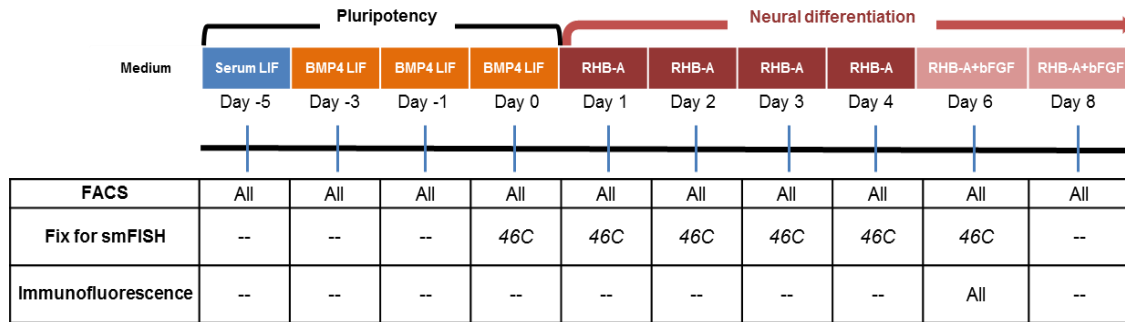 Pluripotency Neural differentiation
Medium Serum LIF BMP4 LIF BMP4 LIF BMP4 LIF RHB-A RHB-A RHB-A RHB-A RHB-A+bFGF RHB-A+bFGF
Day -5 Day -3 Day -1 Day 0 Day 1 Day 2 Day 3 Day 4 Day 6 Day 8
FACS All All All All All All All All All All
Fix for smFISH -- -- -- 46C 46C 46C 46C 46C 46C --
Immunofluorescence -- -- -- -- -- -- -- -- All --